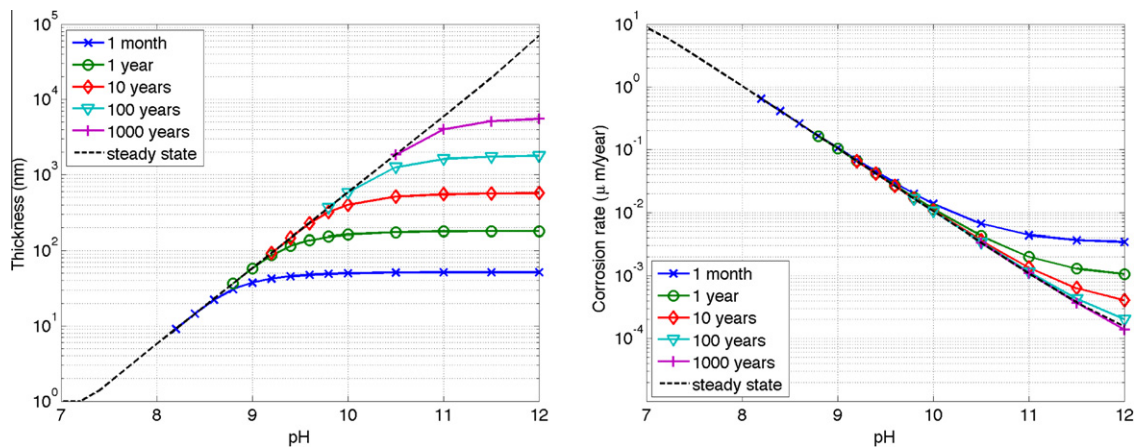 10^5
10^4
10^3
10^2
10^1
10^0
Thickness (nm)
1 month
1 year
10 years
100 years
1000 years
steady state
7 8 9 10 11 12
pH
10^1
10^0
10^-1
10^-2
10^-3
10^-4
Corrosion rate (μ m/year)
1 month
1 year
10 years
100 years
1000 years
steady state
7 8 9 10 11 12
pH